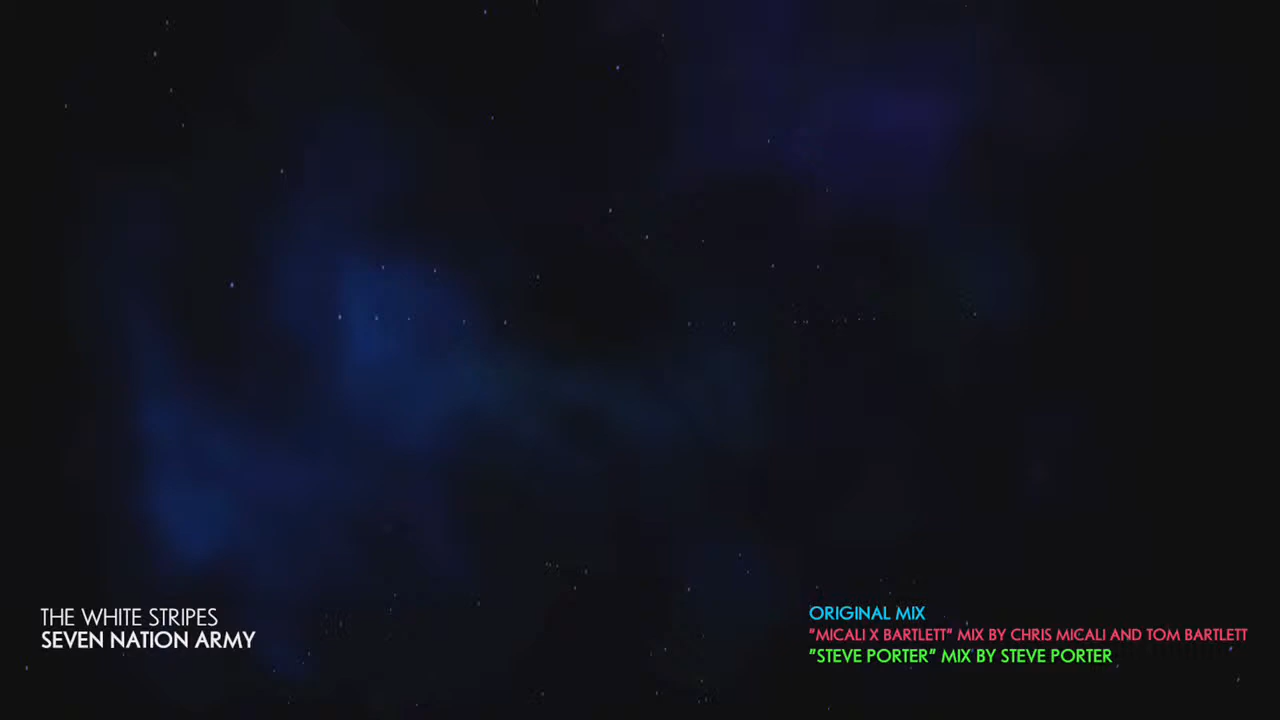 THE WHITE STRIPES
SEVEN NATION ARMY
ORIGINAL MIX
"MICALI X BARTLETT" MIX BY CHRIS MICALI AND TOM BARTLETT
"STEVE PORTER" MIX BY STEVE PORTER